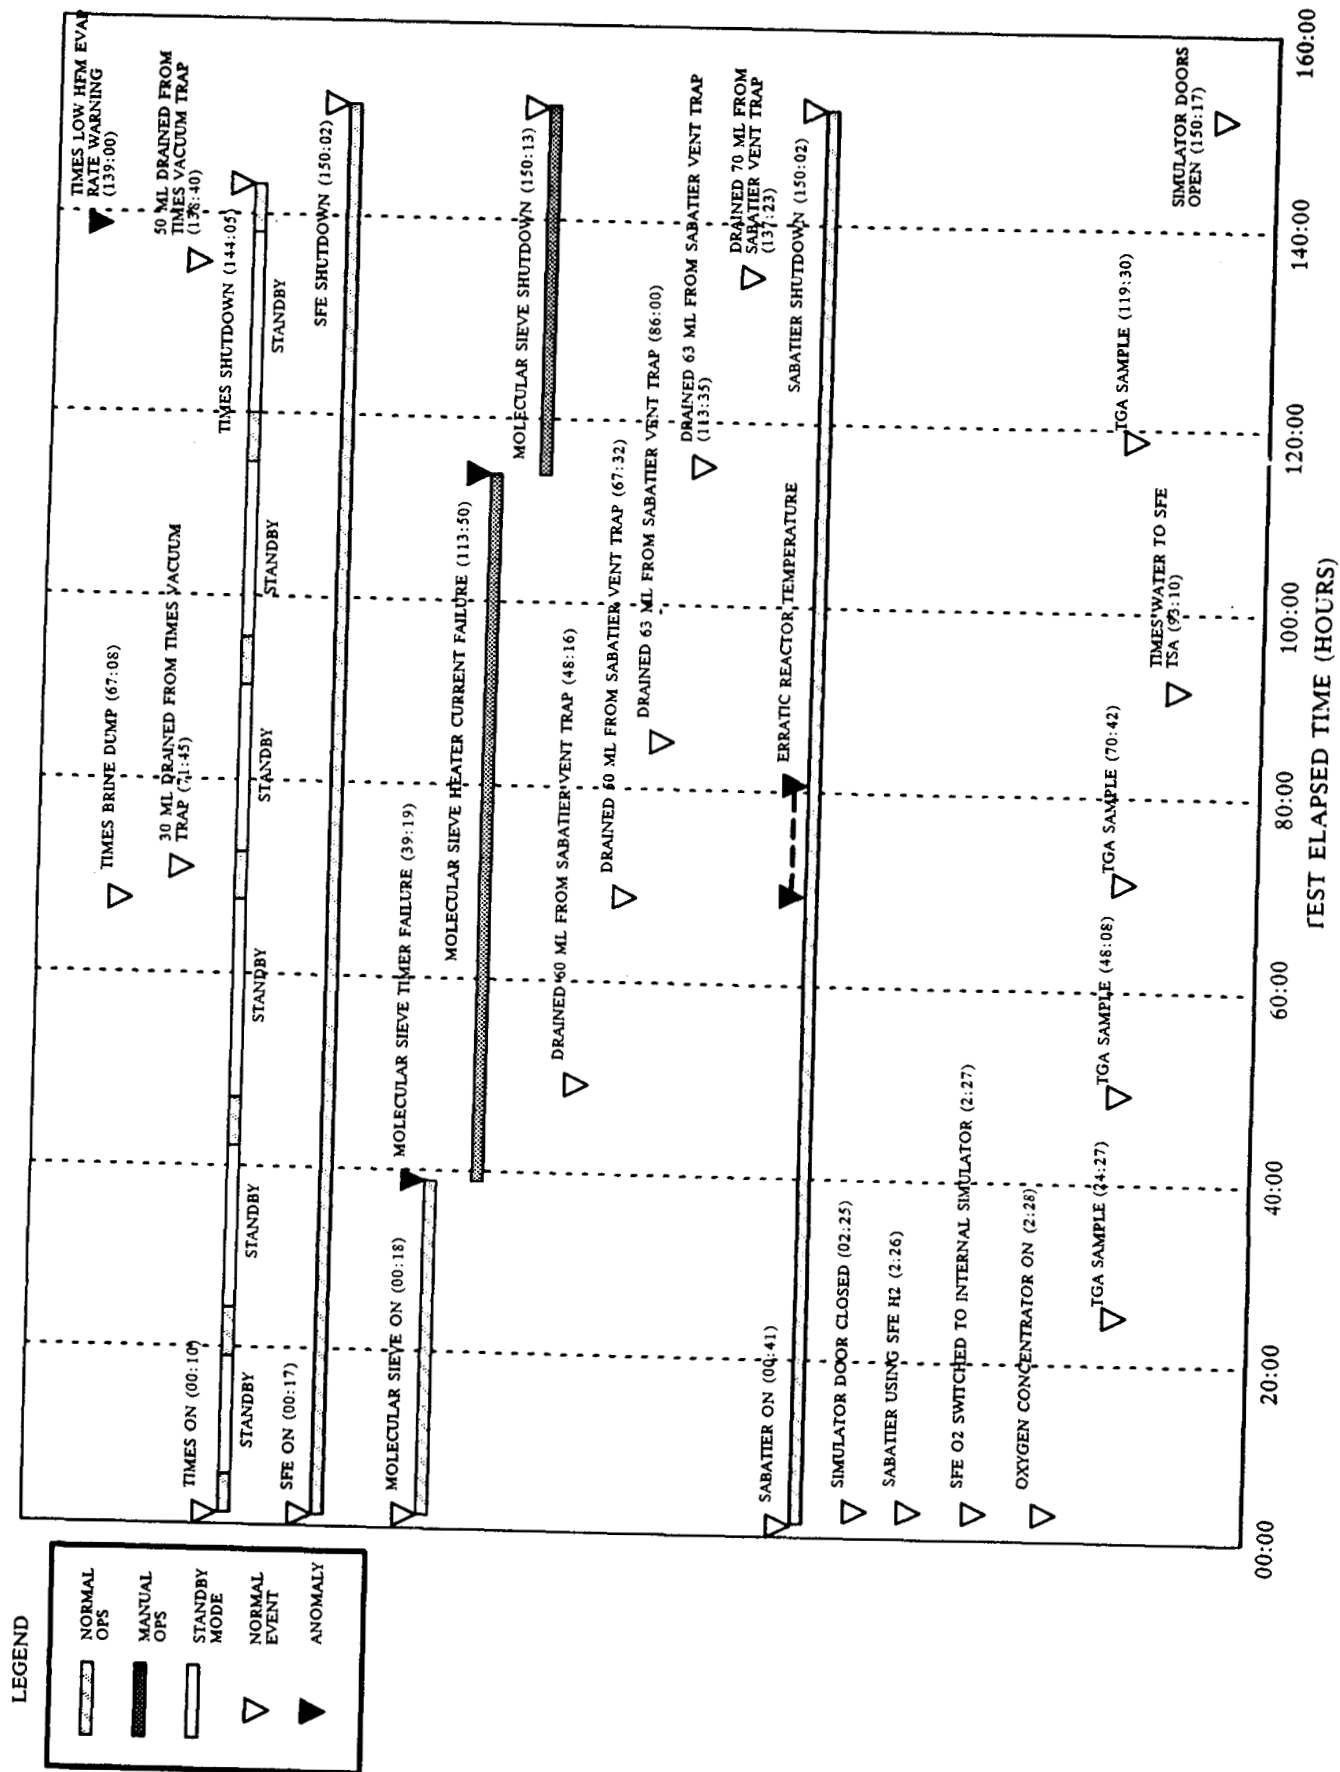 LEGEND
NORMAL
OPS
MANUAL
OPS
STANDBY
MODE
NORMAL
EVENT
ANOMALY
TIMES LOW HFM EVAP
RATE WARNING
(139:00)
TIMES BRINE DUMP (67:08)
50 ML DRAINED FROM
TIMES VACUUM TRAP
(138:40)
30 ML DRAINED FROM TIMES VACUUM
TRAP (71:45)
TIMES ON (00:10)
TIMES SHUTDOWN (144:05)
STANDBY
STANDBY
STANDBY
STANDBY
STANDBY
STANDBY
SFE ON (00:17)
SFE SHUTDOWN (150:02)
MOLECULAR SIEVE ON (00:18)
MOLECULAR SIEVE TIMER FAILURE (39:19)
MOLECULAR SIEVE HEATER CURRENT FAILURE (113:50)
MOLECULAR SIEVE SHUTDOWN (150:13)
DRAINED 60 ML FROM SABATIER VENT TRAP (48:16)
DRAINED 60 ML FROM SABATIER VENT TRAP (67:32)
DRAINED 63 ML FROM SABATIER VENT TRAP (86:00)
DRAINED 63 ML FROM SABATIER VENT TRAP
(113:35)
DRAINED 70 ML FROM
SABATIER VENT TRAP
(137:23)
SABATIER ON (00:41)
ERRATIC REACTOR TEMPERATURE
SABATIER SHUTDOWN (150:02)
SIMULATOR DOOR CLOSED (02:25)
SABATIER USING SFE H2 (2:26)
SFE O2 SWITCHED TO INTERNAL SIMULATOR (2:27)
OXYGEN CONCENTRATOR ON (2:28)
TGA SAMPLE (24:27)
TGA SAMPLE (48:08)
TGA SAMPLE (70:42)
TGA SAMPLE (119:30)
TIMES WATER TO SFE
TSA (93:10)
SIMULATOR DOORS
OPEN (150:17)
00:00
20:00
40:00
60:00
80:00
100:00
120:00
140:00
160:00
TEST ELAPSED TIME (HOURS)